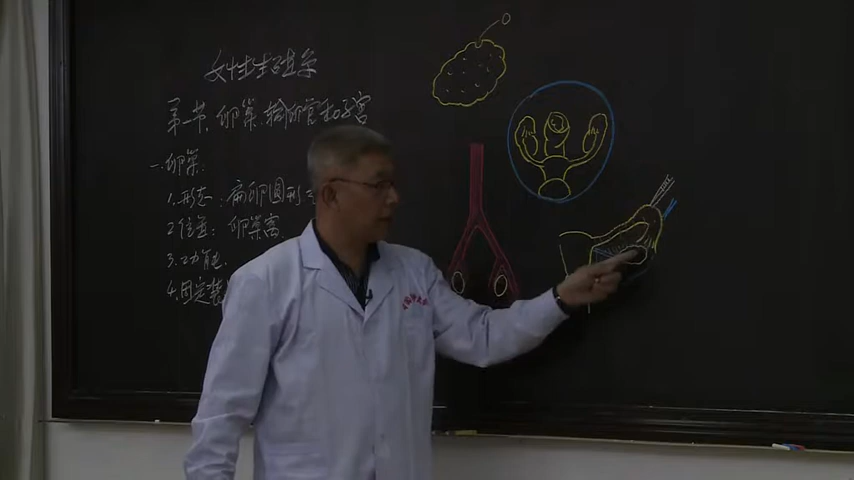 女性生殖学
第一节、卵巢、输卵管和子宫
一.卵巢:
1.形态:扁卵圆形
2.位置:卵巢窝
3.功能:
4.固定装